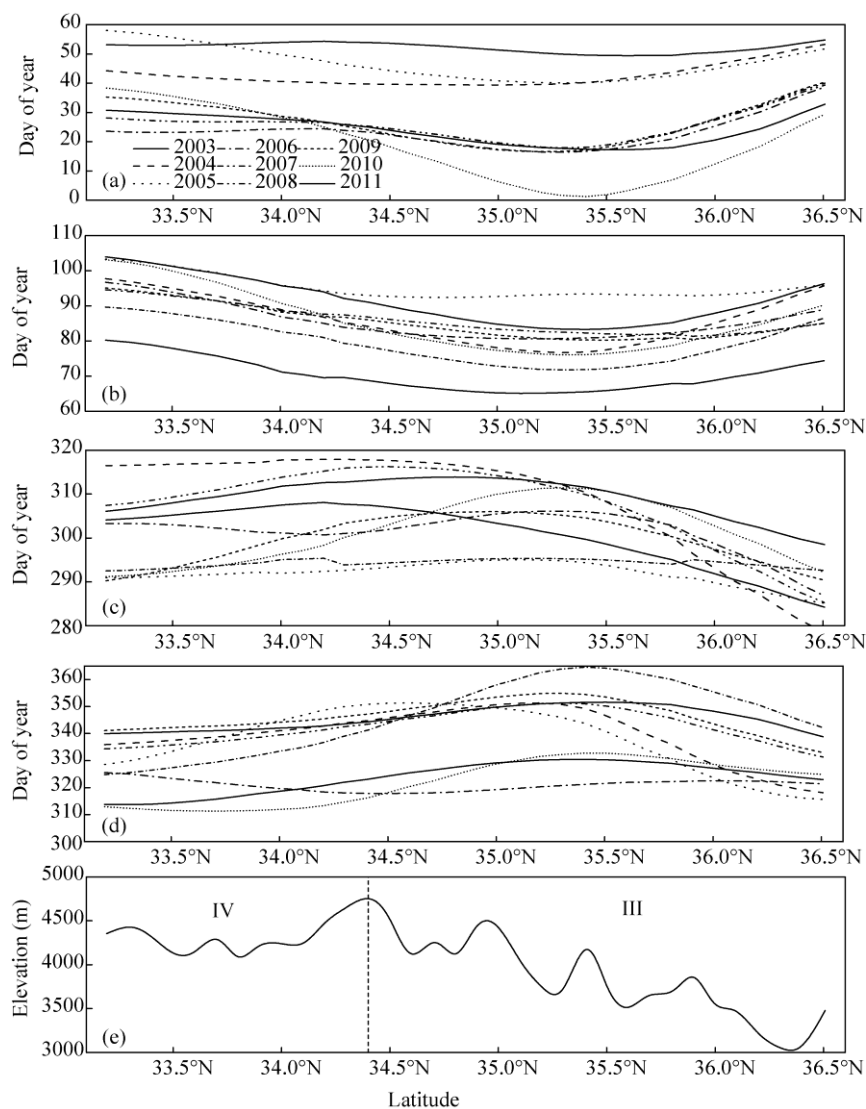 60
50
40
30
20
10
0
Day of year
2003 2006 2009
2004 2007 2010
2005 2008 2011
(a)
33.5°N 34.0°N 34.5°N 35.0°N 35.5°N 36.0°N 36.5°N
110
100
90
80
70
60
Day of year
(b)
33.5°N 34.0°N 34.5°N 35.0°N 35.5°N 36.0°N 36.5°N
320
310
300
290
280
Day of year
(c)
33.5°N 34.0°N 34.5°N 35.0°N 35.5°N 36.0°N 36.5°N
360
350
340
330
320
310
300
Day of year
(d)
33.5°N 34.0°N 34.5°N 35.0°N 35.5°N 36.0°N 36.5°N
5000
4500
4000
3500
3000
Elevation (m)
IV III
(e)
33.5°N 34.0°N 34.5°N 35.0°N 35.5°N 36.0°N 36.5°N
Latitude